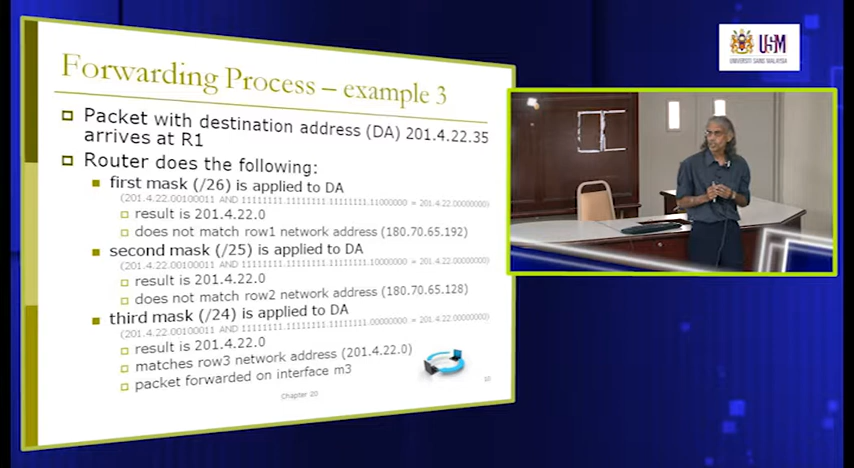 Forwarding Process – example 3
Packet with destination address (DA) 201.4.22.35
arrives at R1
Router does the following:
first mask (/26) is applied to DA
(201.4.22.00100011 AND 11111111.11111111.11111111.11000000 = 201.4.22.00000000)
result is 201.4.22.0
does not match row1 network address (180.70.65.192)
second mask (/25) is applied to DA
(201.4.22.00100011 AND 11111111.11111111.11111111.10000000 = 201.4.22.00000000)
result is 201.4.22.0
does not match row2 network address (180.70.65.128)
third mask (/24) is applied to DA
(201.4.22.00100011 AND 11111111.11111111.11111111.00000000 = 201.4.22.00000000)
result is 201.4.22.0
matches row3 network address (201.4.22.0)
packet forwarded on interface m3
Chapter 20
USM
UNIVERSITI SAINS MALAYSIA